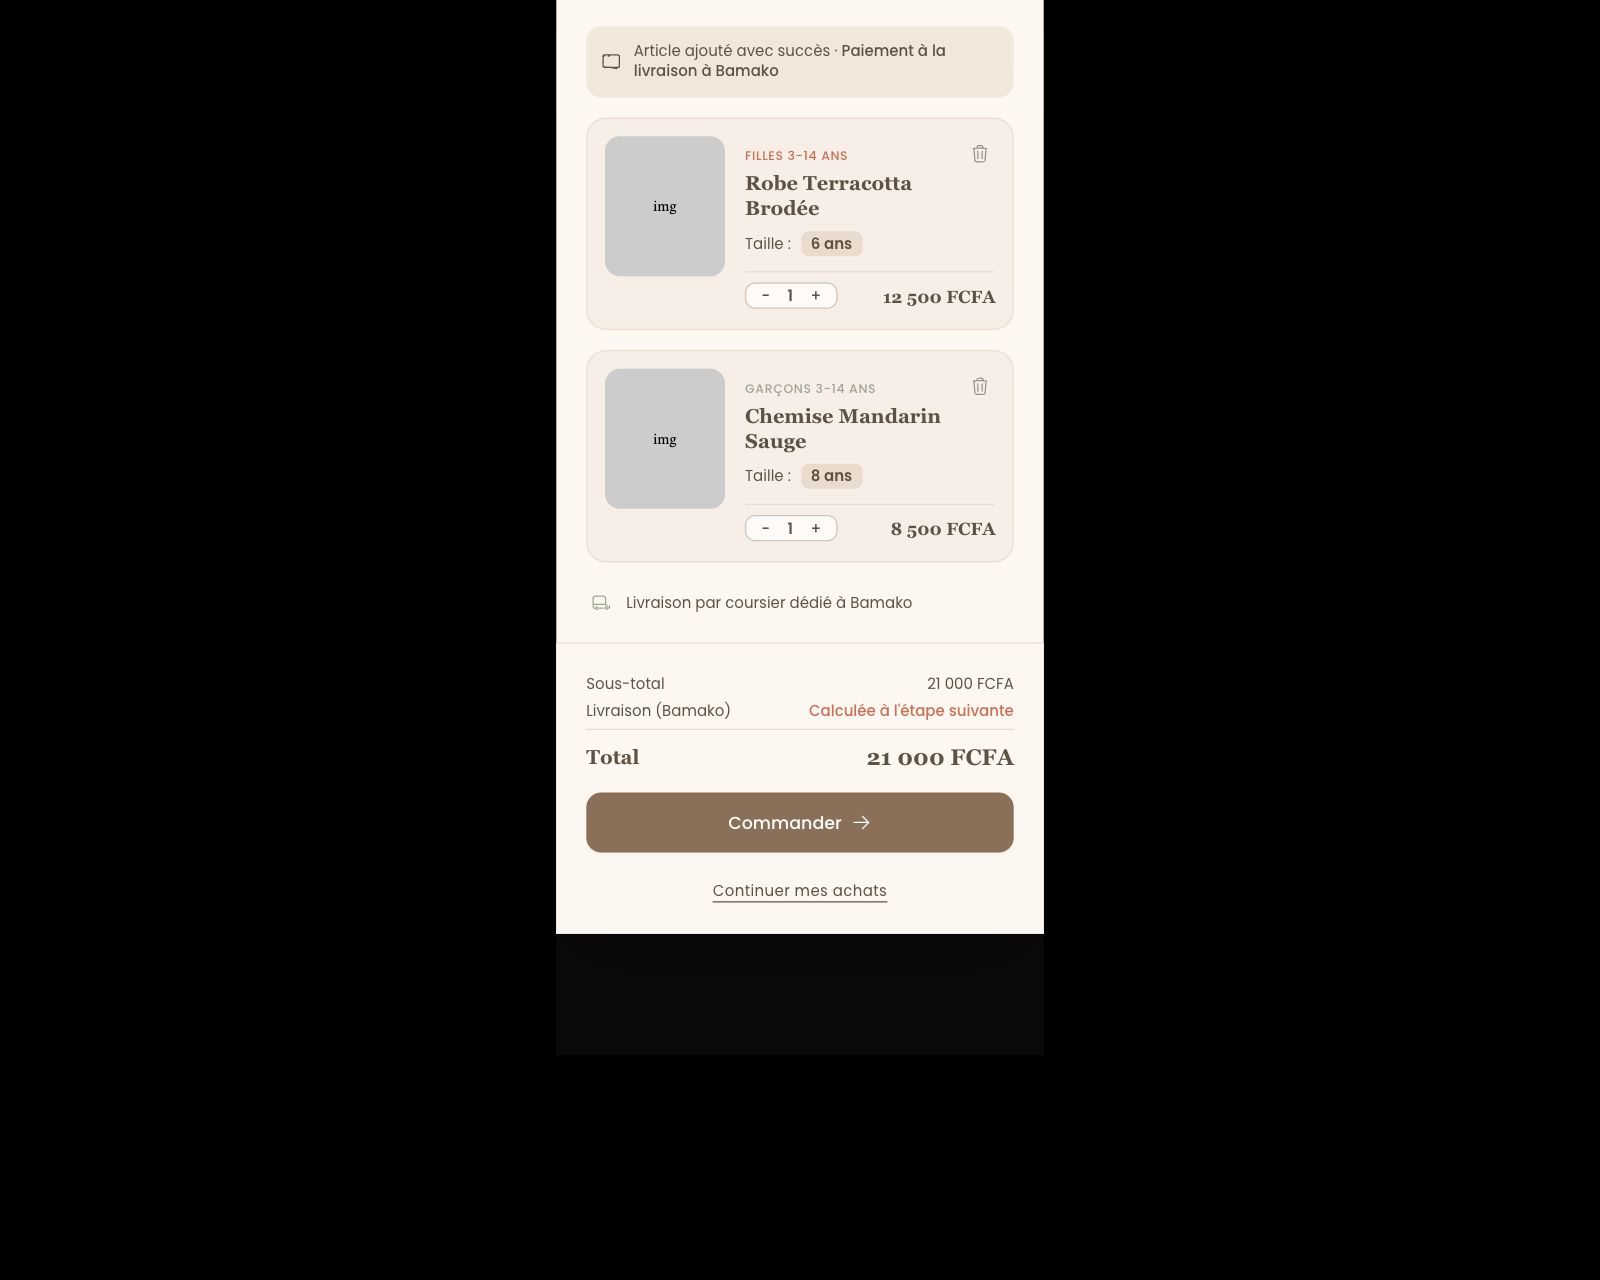 Article ajouté avec succès · Paiement à la
livraison à Bamako
img
FILLES 3-14 ANS
Robe Terracotta
Brodée
Taille : 6 ans
- 1 + 12 500 FCFA
img
GARÇONS 3-14 ANS
Chemise Mandarin
Sauge
Taille : 8 ans
- 1 + 8 500 FCFA
Livraison par coursier dédié à Bamako
Sous-total 21 000 FCFA
Livraison (Bamako) Calculée à l'étape suivante
Total 21 000 FCFA
Commander →
Continuer mes achats